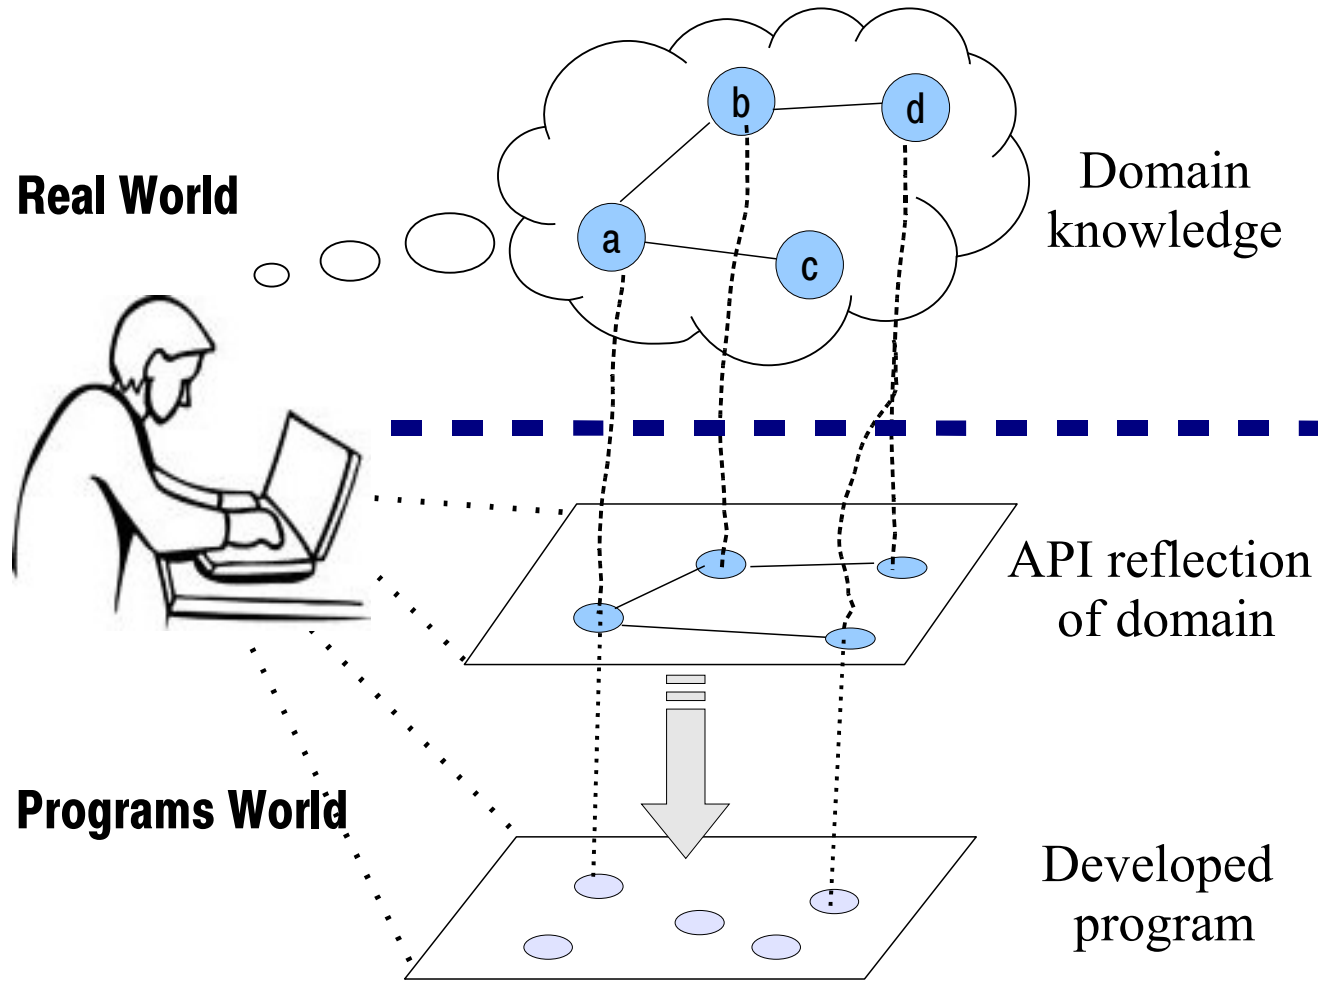 b
d
Domain
knowledge
Real World
a
c
API reflection
of domain
Programs World
Developed
program